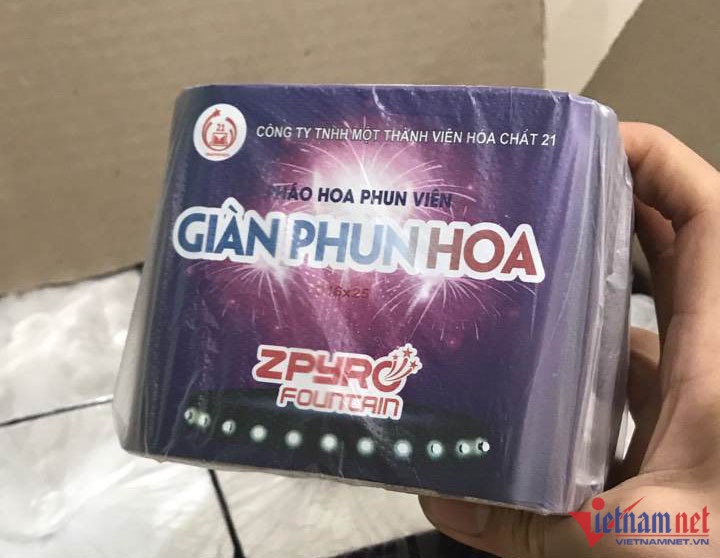 21
CÔNG TY TNHH MỘT THÀNH VIÊN HÓA CHẤT 21
PHÁO HOA PHUN VIÊN
GIÀN PHUN HOA
16x25
ZPYRO
FOUNTAIN
Vietnamnet
VIETNAMNET.VN